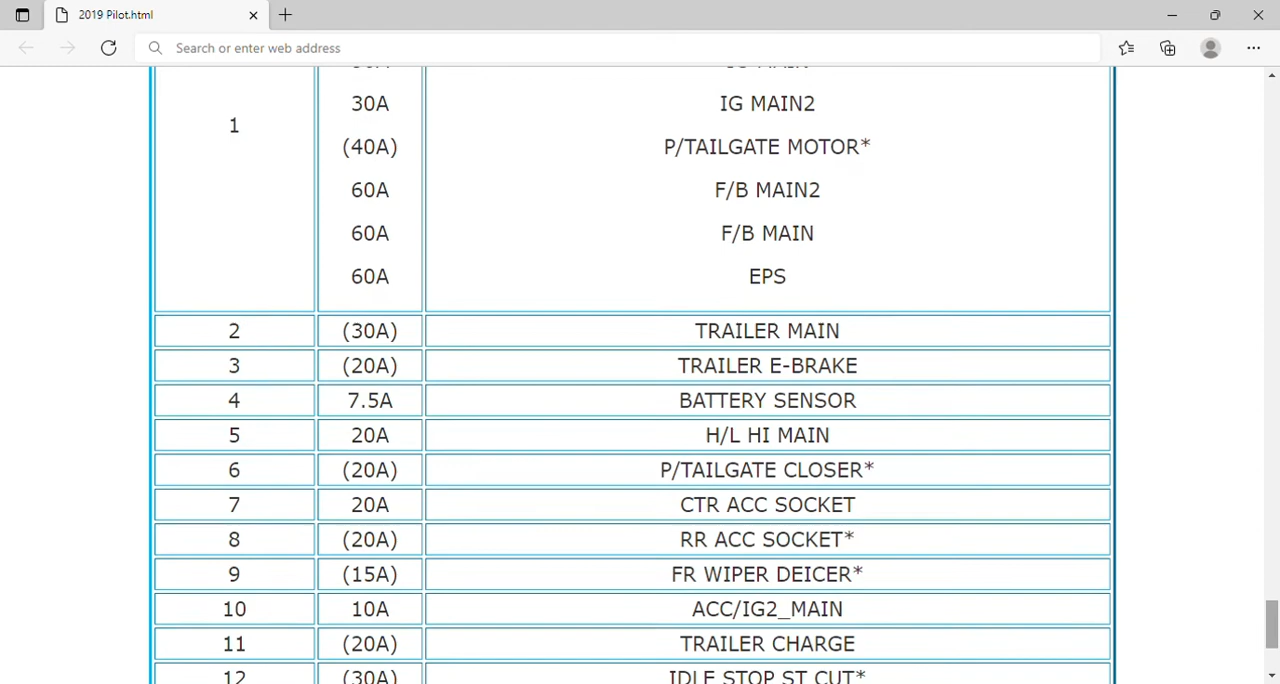 2019 Pilot.html
Search or enter web address
1
30A IG MAIN2
(40A) P/TAILGATE MOTOR*
60A F/B MAIN2
60A F/B MAIN
60A EPS
2 (30A) TRAILER MAIN
3 (20A) TRAILER E-BRAKE
4 7.5A BATTERY SENSOR
5 20A H/L HI MAIN
6 (20A) P/TAILGATE CLOSER*
7 20A CTR ACC SOCKET
8 (20A) RR ACC SOCKET*
9 (15A) FR WIPER DEICER*
10 10A ACC/IG2_MAIN
11 (20A) TRAILER CHARGE
12 (30A) IDLE STOP ST CUT*